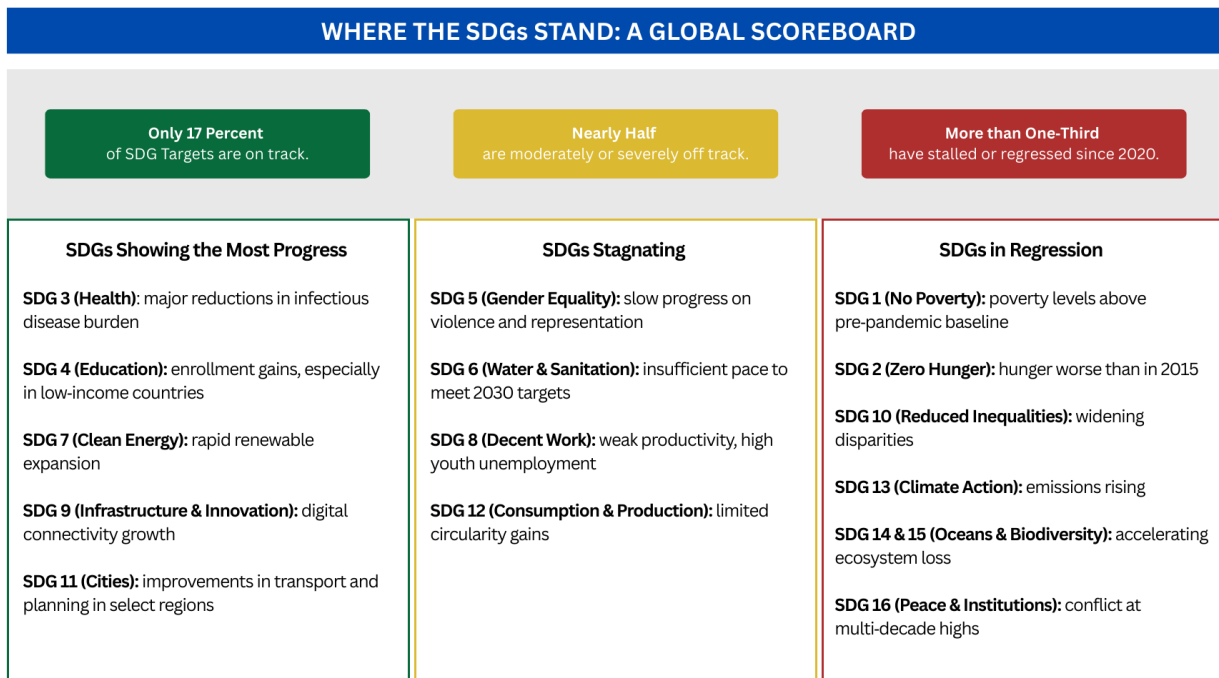 WHERE THE SDGs STAND: A GLOBAL SCOREBOARD
Only 17 Percent
of SDG Targets are on track.
Nearly Half
are moderately or severely off track.
More than One-Third
have stalled or regressed since 2020.
SDGs Showing the Most Progress
SDG 3 (Health): major reductions in infectious
disease burden
SDG 4 (Education): enrollment gains, especially
in low-income countries
SDG 7 (Clean Energy): rapid renewable
expansion
SDG 9 (Infrastructure & Innovation): digital
connectivity growth
SDG 11 (Cities): improvements in transport and
planning in select regions
SDGs Stagnating
SDG 5 (Gender Equality): slow progress on
violence and representation
SDG 6 (Water & Sanitation): insufficient pace to
meet 2030 targets
SDG 8 (Decent Work): weak productivity, high
youth unemployment
SDG 12 (Consumption & Production): limited
circularity gains
SDGs in Regression
SDG 1 (No Poverty): poverty levels above
pre-pandemic baseline
SDG 2 (Zero Hunger): hunger worse than in 2015
SDG 10 (Reduced Inequalities): widening
disparities
SDG 13 (Climate Action): emissions rising
SDG 14 & 15 (Oceans & Biodiversity): accelerating
ecosystem loss
SDG 16 (Peace & Institutions): conflict at
multi-decade highs